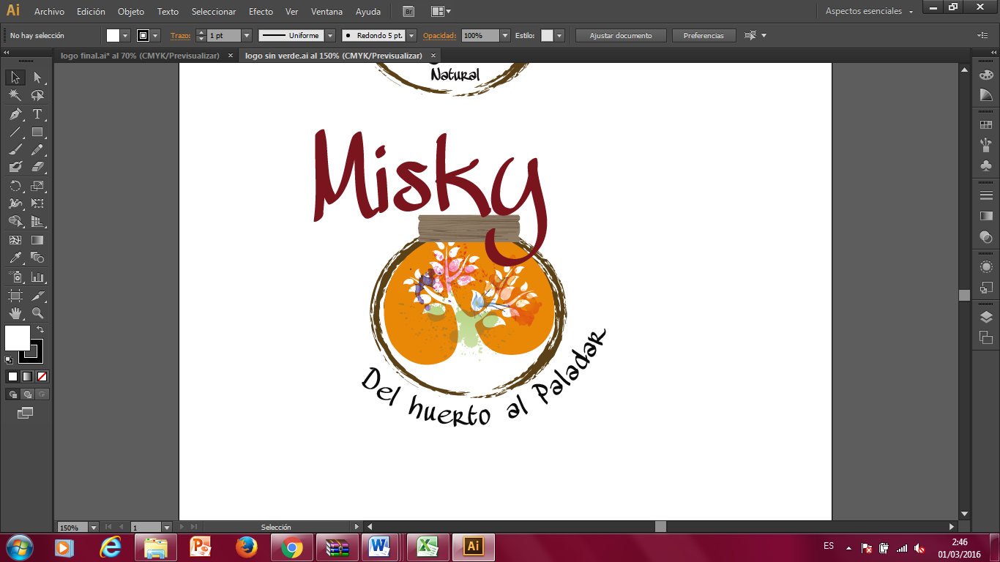 Ai Archivo Edición Objeto Texto Seleccionar Efecto Ver Ventana Ayuda Br Aspectos esenciales
No hay selección Trazo: 1 pt Uniforme Redondo 5 pt. Opacidad: 100% Estilo: Ajustar documento Preferencias
logo final.ai* al 70% (CMYK/Previsualizar) logo sin verde.ai al 150% (CMYK/Previsualizar)
Natural
Misky
Del huerto al Paladar
150% 1 Selección
ES 2:46
01/03/2016
Ai